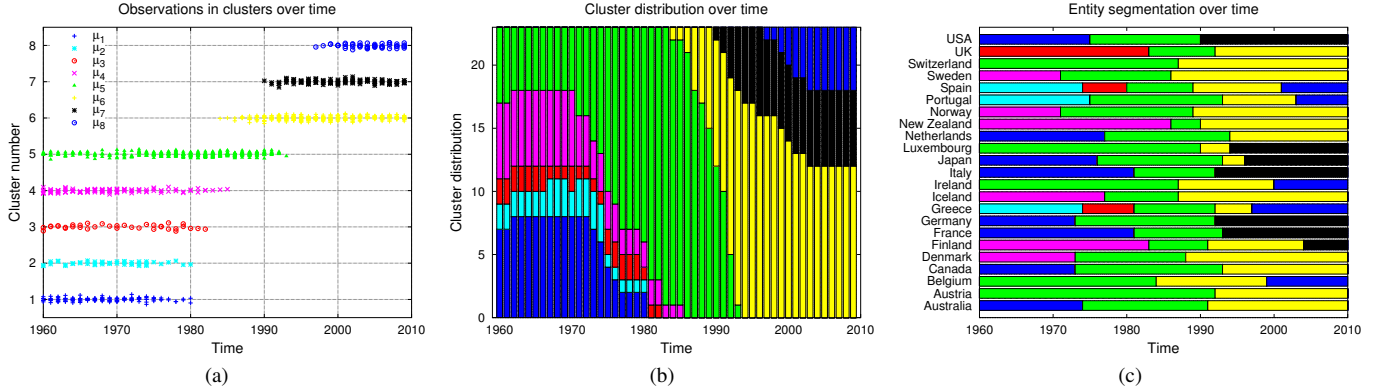 Observations in clusters over time
μ1
μ2
μ3
μ4
μ5
μ6
μ7
μ8
Cluster number
8
7
6
5
4
3
2
1
1960 1970 1980 1990 2000 2010
Time
(a)
Cluster distribution over time
Cluster distribution
20
15
10
5
0
1960 1970 1980 1990 2000 2010
Time
(b)
Entity segmentation over time
USA
UK
Switzerland
Sweden
Spain
Portugal
Norway
New Zealand
Netherlands
Luxembourg
Japan
Italy
Ireland
Iceland
Greece
Germany
France
Finland
Denmark
Canada
Belgium
Austria
Australia
1960 1970 1980 1990 2000 2010
Time
(c)